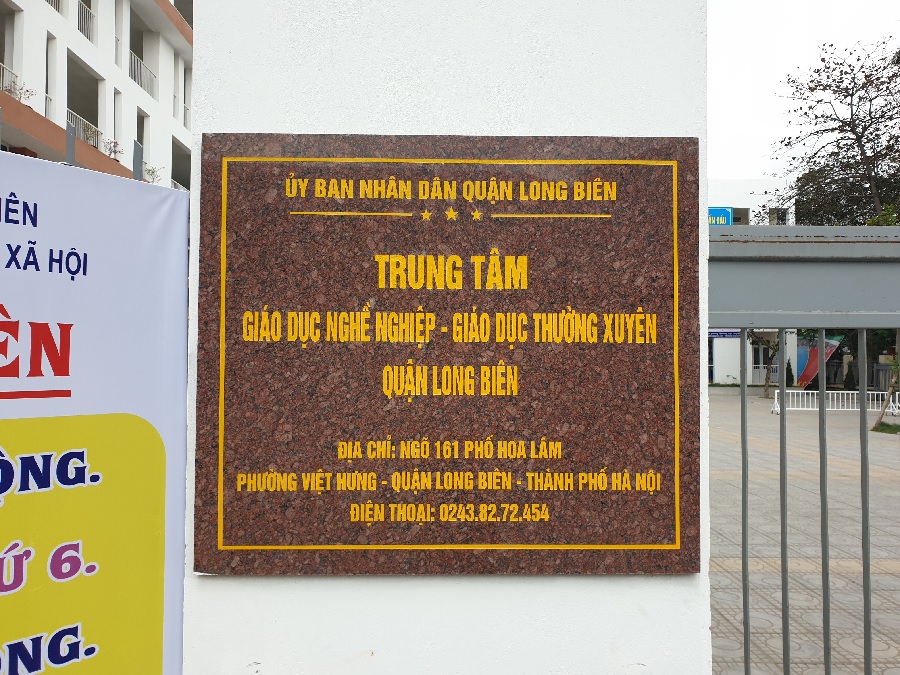 ỦY BAN NHÂN DÂN QUẬN LONG BIÊN
TRUNG TÂM
GIÁO DỤC NGHỀ NGHIỆP - GIÁO DỤC THƯỜNG XUYÊN
QUẬN LONG BIÊN
ĐỊA CHỈ: NGÕ 161 PHỐ HOA LÂM
PHƯỜNG VIỆT HƯNG - QUẬN LONG BIÊN - THÀNH PHỐ HÀ NỘI
ĐIỆN THOẠI: 0243.82.72.454
XÃ HỘI
6.